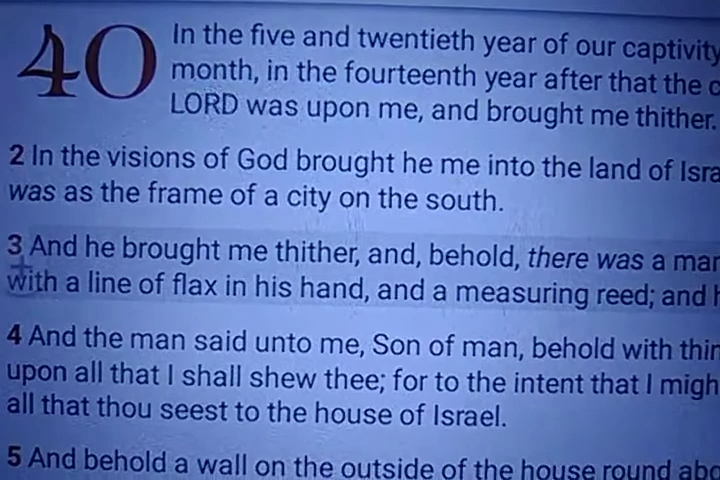 40 In the five and twentieth year of our captivity
month, in the fourteenth year after that the
LORD was upon me, and brought me thither.
2 In the visions of God brought he me into the land of Isra
was as the frame of a city on the south.
3 And he brought me thither, and, behold, there was a man
with a line of flax in his hand, and a measuring reed; and h
4 And the man said unto me, Son of man, behold with thin
upon all that I shall shew thee; for to the intent that I migh
all that thou seest to the house of Israel.
5 And behold a wall on the outside of the house round abo